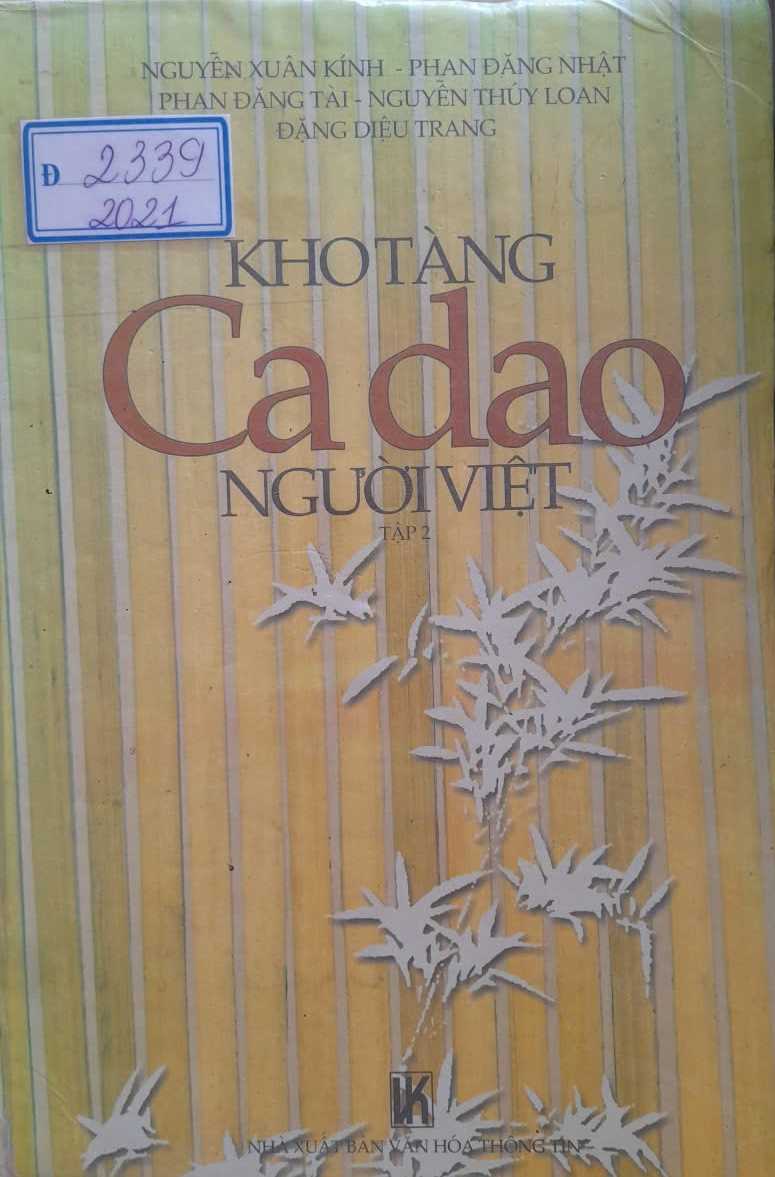 NGUYỄN XUÂN KÍNH - PHAN ĐĂNG NHẬT
PHAN ĐĂNG TÀI - NGUYỄN THÚY LOAN
ĐẶNG DIỆU TRANG
Đ 2339
2021
KHO TÀNG
Ca dao
NGƯỜI VIỆT
TẬP 2
VK
NHÀ XUẤT BẢN VĂN HÓA THÔNG TIN